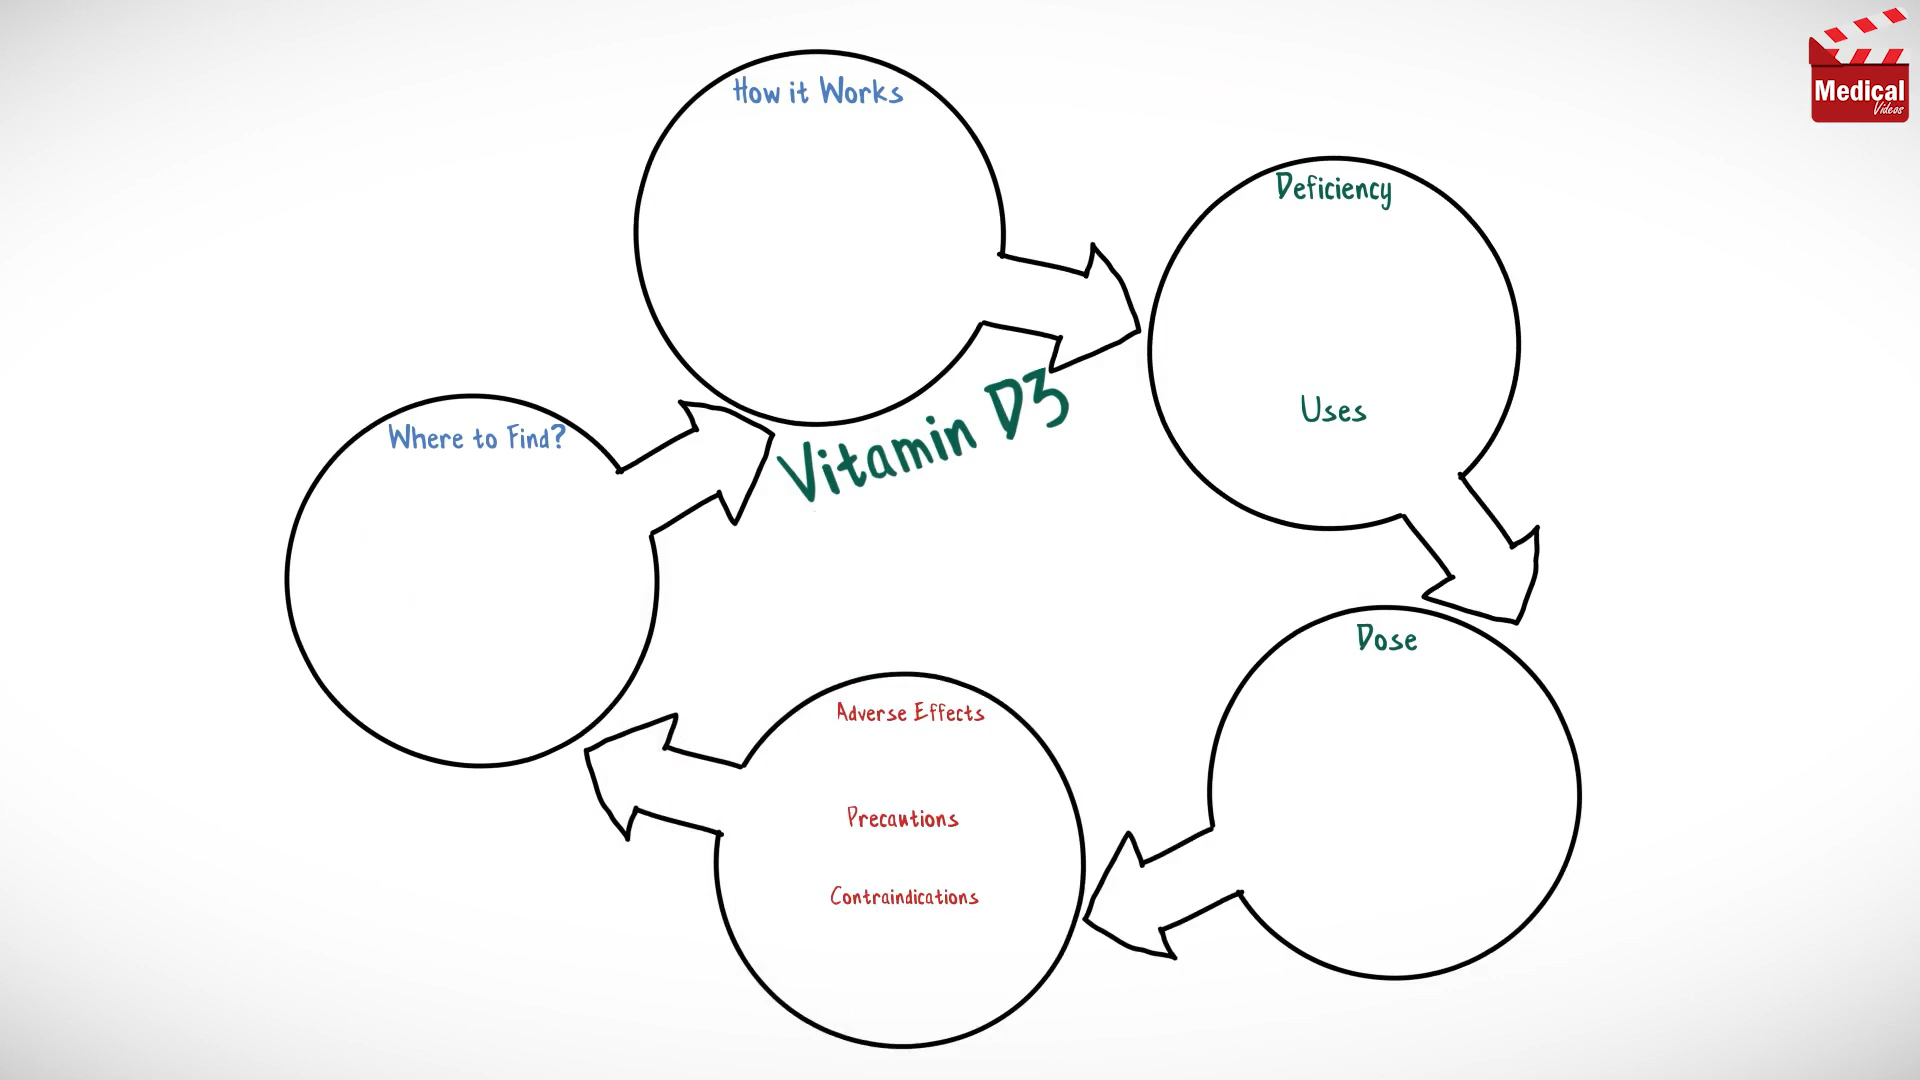 How it Works
Medical
Videos
Deficiency
Uses
Vitamin D3
Where to Find?
Dose
Adverse Effects
Precautions
Contraindications